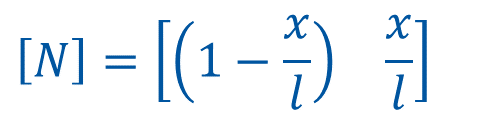 [N] = [(1 − x/l)   x/l]